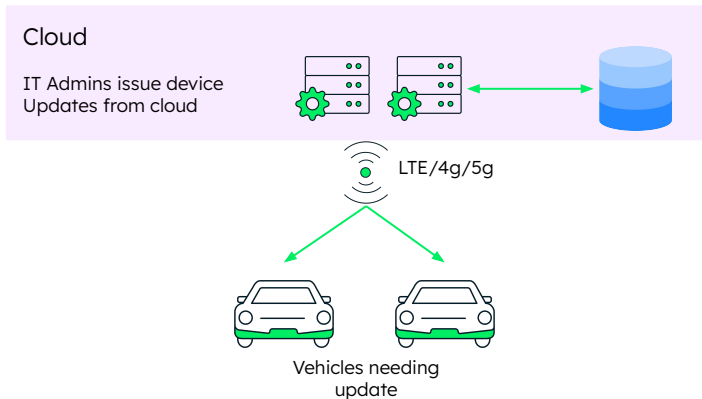 Cloud
IT Admins issue device
Updates from cloud
LTE/4g/5g
Vehicles needing
update